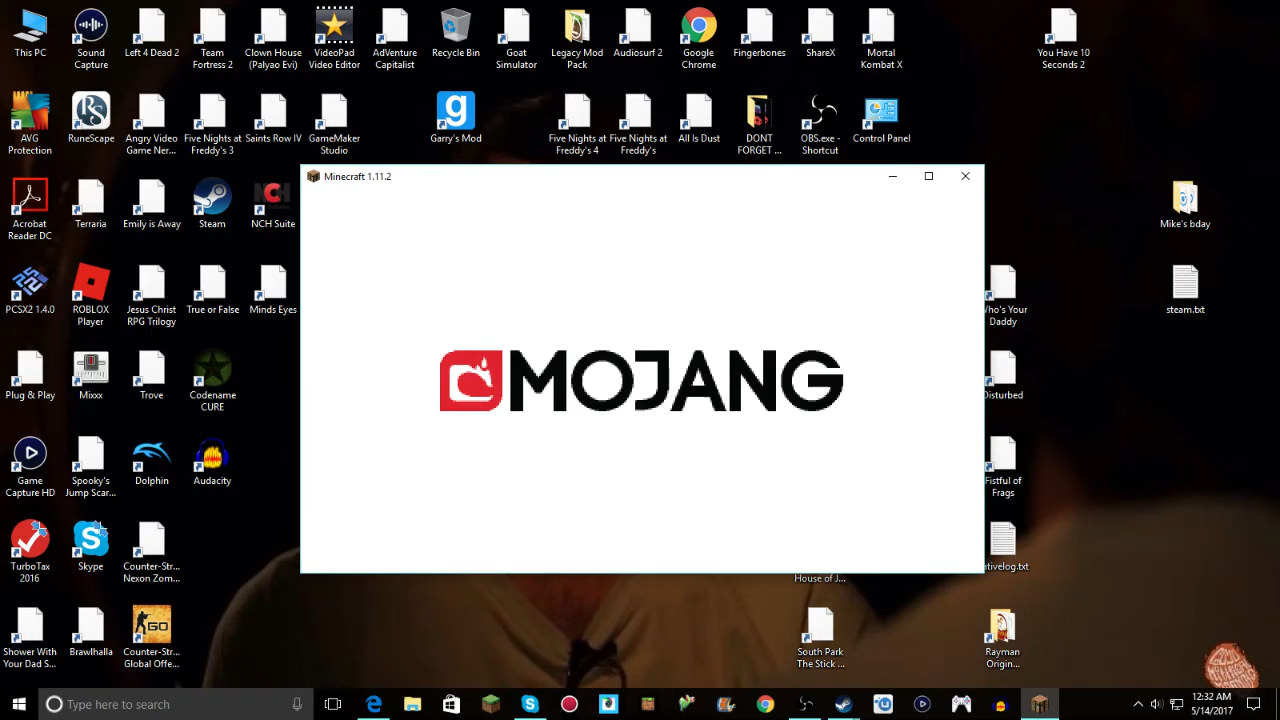 This PC
Sound
Capture
Left 4 Dead 2
Team
Fortress 2
Clown House
(Palyao Evi)
VideoPad
Video Editor
AdVenture
Capitalist
Recycle Bin
Goat
Simulator
Legacy Mod
Pack
Audiosurf 2
Google
Chrome
Fingerbones
ShareX
Mortal
Kombat X
You Have 10
Seconds 2
AVG
Protection
RuneScape
Angry Video
Game Ner...
Five Nights at
Freddy's 3
Saints Row IV
GameMaker
Studio
Garry's Mod
Five Nights at
Freddy's 4
Five Nights at
Freddy's
All Is Dust
DONT
FORGET ...
OBS.exe -
Shortcut
Control Panel
Minecraft 1.11.2
Acrobat
Reader DC
Terraria
Emily is Away
Steam
NCH
NCH Suite
Mike's bday
PCSX2 1.4.0
ROBLOX
Player
Jesus Christ
RPG Trilogy
True or False
Minds Eyes
Who's Your
Daddy
steam.txt
MOJANG
Plug & Play
Mixxx
Trove
Codename
CURE
Disturbed
Game
Capture HD
Spooky's
Jump Scar...
Dolphin
Audacity
Fistful of
Frags
TurboTax
2016
Skype
Counter-Str...
Nexon Zom...
House of J...
ativelog.txt
Shower With
Your Dad S...
Brawlhalla
GO
Counter-Str...
Global Offe...
South Park
The Stick ...
Rayman
Origin...
Type here to search
12:32 AM
5/14/2017